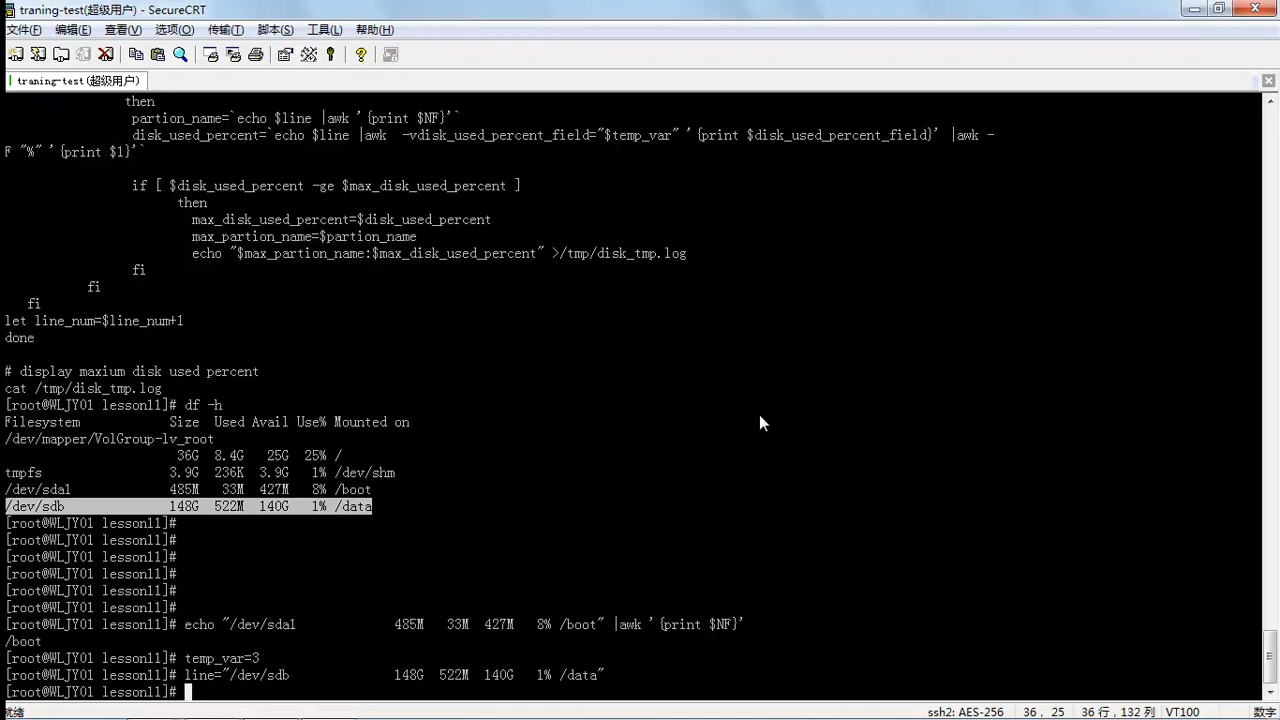 traning-test(超级用户) - SecureCRT
文件(F) 编辑(E) 查看(V) 选项(O) 传输(T) 脚本(S) 工具(L) 帮助(H)
traning-test(超级用户)
then
partion_name=`echo $line |awk '{print $NF}'`
disk_used_percent=`echo $line |awk  -vdisk_used_percent_field="$temp_var" '{print $disk_used_percent_field}' |awk -
F "%" '{print $1}'`
if [ $disk_used_percent -ge $max_disk_used_percent ]
then
max_disk_used_percent=$disk_used_percent
max_partion_name=$partion_name
echo "$max_partion_name:$max_disk_used_percent" >/tmp/disk_tmp.log
fi
fi
fi
let line_num=$line_num+1
done
# display maxium disk used percent
cat /tmp/disk_tmp.log
[root@WLJY01 lesson11]# df -h
Filesystem            Size  Used Avail Use% Mounted on
/dev/mapper/VolGroup-lv_root
36G  8.4G   25G  25% /
tmpfs                 3.9G  236K  3.9G   1% /dev/shm
/dev/sda1             485M   33M  427M   8% /boot
/dev/sdb              148G  522M  140G   1% /data
[root@WLJY01 lesson11]#
[root@WLJY01 lesson11]#
[root@WLJY01 lesson11]#
[root@WLJY01 lesson11]#
[root@WLJY01 lesson11]#
[root@WLJY01 lesson11]#
[root@WLJY01 lesson11]# echo "/dev/sda1             485M   33M  427M   8% /boot" |awk '{print $NF}'
/boot
[root@WLJY01 lesson11]# temp_var=3
[root@WLJY01 lesson11]# line="/dev/sdb              148G  522M  140G   1% /data"
[root@WLJY01 lesson11]#
就绪 ssh2: AES-256 36, 25 36 行, 132 列 VT100 数字